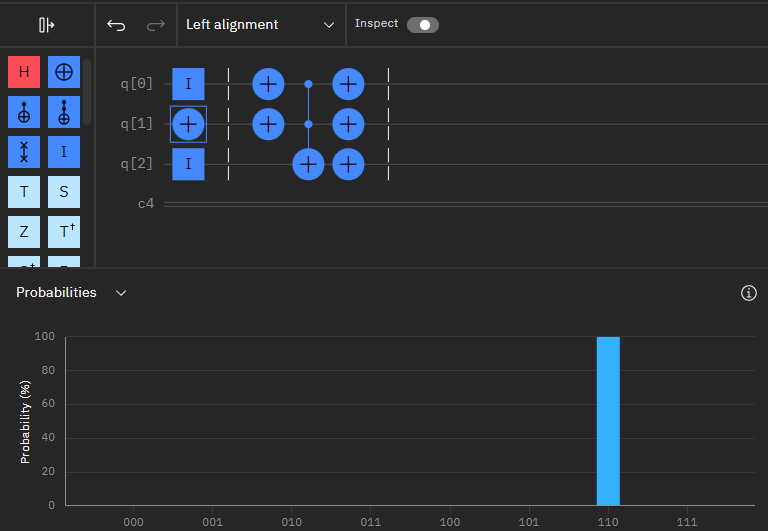 Left alignment
Inspect
H
I
T
S
Z
T†
q[0]
I
q[1]
q[2]
I
c4
Probabilities
Probability (%)
100
80
60
40
20
0
000 001 010 011 100 101 110 111